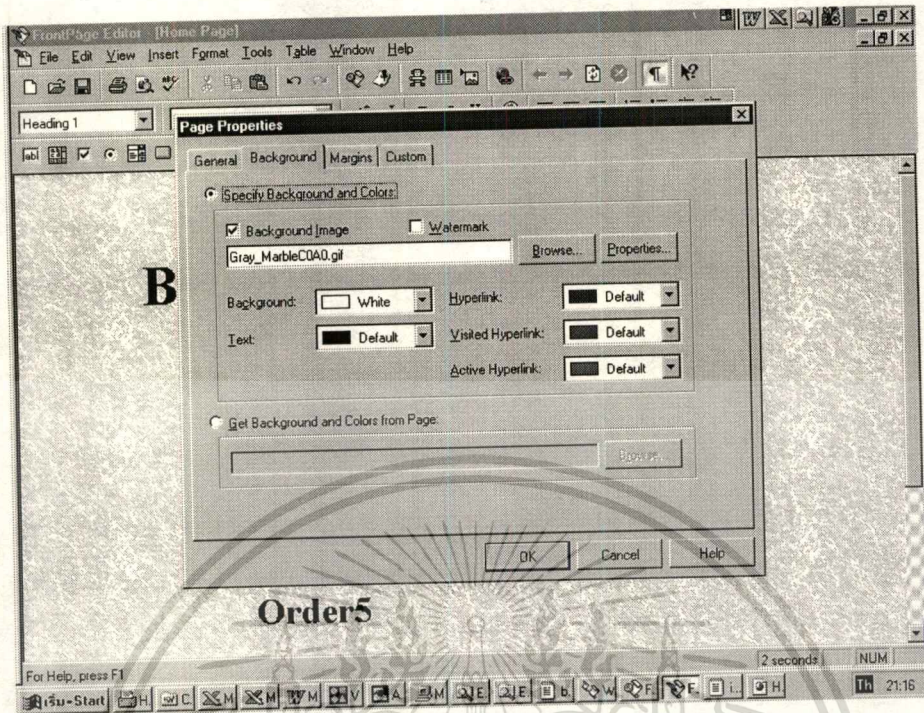 FrontPage Editor - [Home Page]
File Edit View Insert Format Tools Table Window Help
Heading 1
abl
Page Properties
General Background Margins Custom
Specify Background and Colors:
Background Image Watermark
Gray_MarbleC0A0.gif Browse... Properties...
Background: White Hyperlink: Default
Text: Default Visited Hyperlink: Default
Active Hyperlink: Default
Get Background and Colors from Page:
Browse...
OK Cancel Help
B
Order5
For Help, press F1 2 seconds NUM
เริ่ม-Start H. C. M M M V A. M E. E. b. W F. F. i.. H. Th 21:16